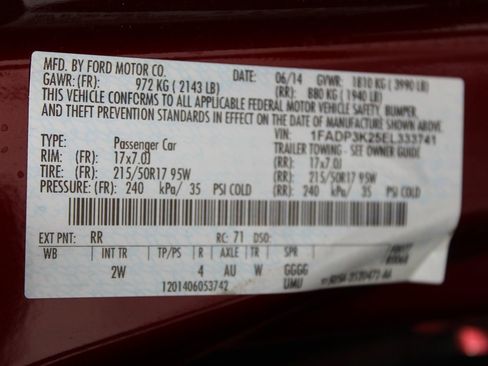 MFD. BY FORD MOTOR CO.
DATE: 06/14 GVWR: 1810 KG ( 3990 LB)
GAWR: (FR): 972 KG ( 2143 LB) (RR): 880 KG ( 1940 LB)
THIS VEHICLE CONFORMS TO ALL APPLICABLE FEDERAL MOTOR VEHICLE SAFETY, BUMPER,
AND THEFT PREVENTION STANDARDS IN EFFECT ON THE DATE OF MANUFACTURE SHOWN ABOVE.
VIN: 1FADP3K25EL333741
TYPE: Passenger Car TRAILER TOWING - SEE OWNER GUIDE
RIM: (FR): 17x7.0J (RR): 17x7.0J
TIRE: (FR): 215/50R17 95W (RR): 215/50R17 95W
PRESSURE: (FR): 240 kPa/ 35 PSI COLD (RR): 240 kPa/ 35 PSI COLD
EXT PNT: RR RC: 71 DSO:
WB INT TR TP/PS R AXLE TR SPR
2W 4 AU W GGGG
1201406053742 UMU